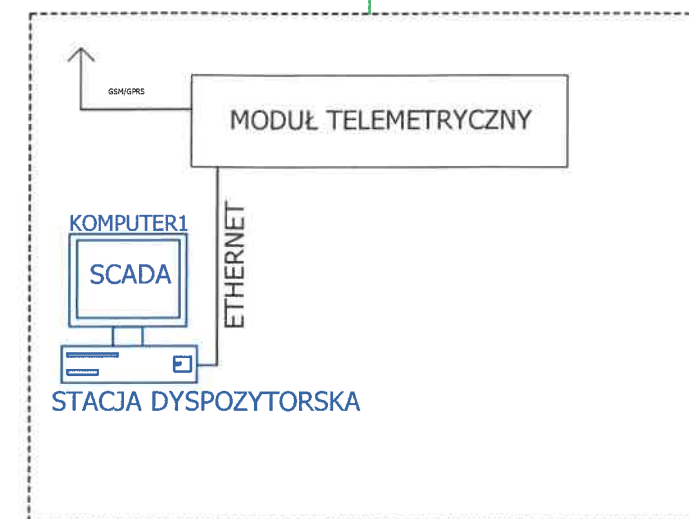 GSM/GPRS
MODUŁ TELEMETRYCZNY
ETHERNET
KOMPUTER1
SCADA
STACJA DYSPOZYTORSKA